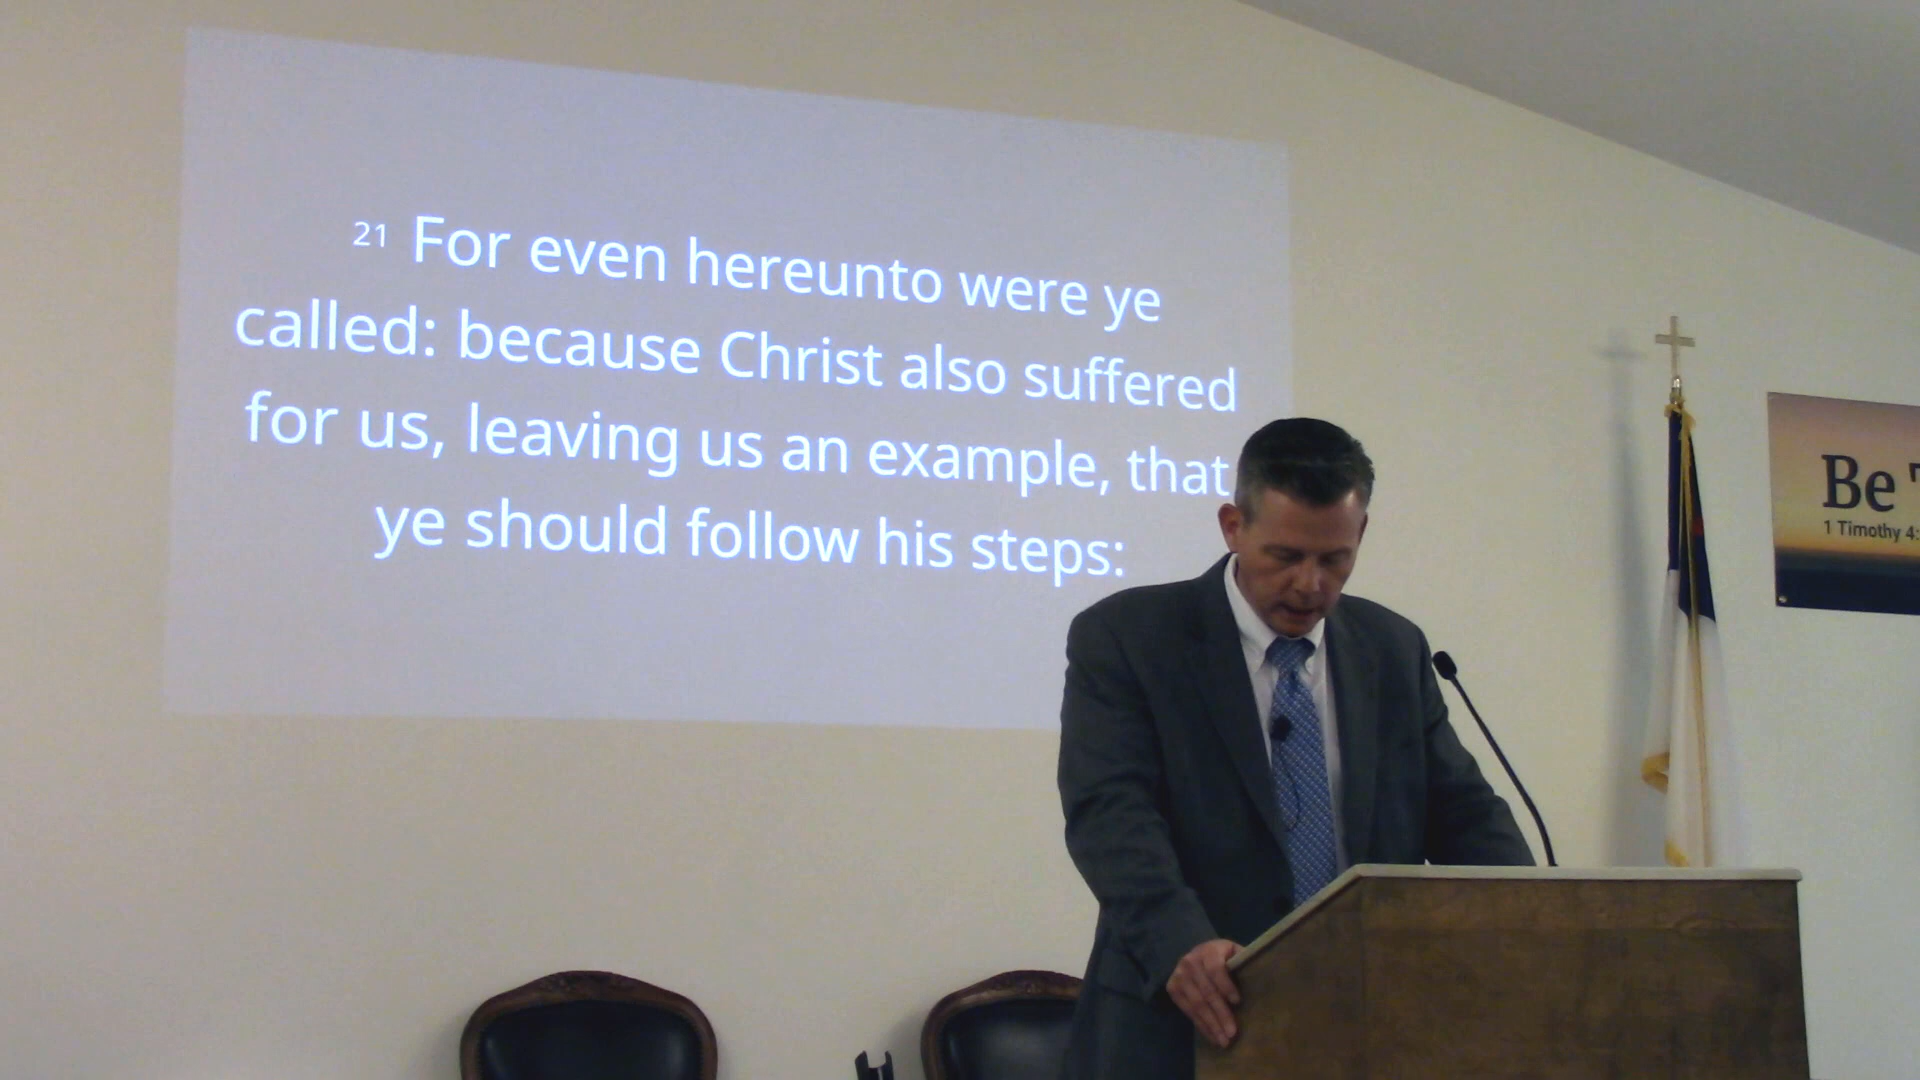 21 For even hereunto were ye
called: because Christ also suffered
for us, leaving us an example, that
ye should follow his steps:
Be
1 Timothy 4: